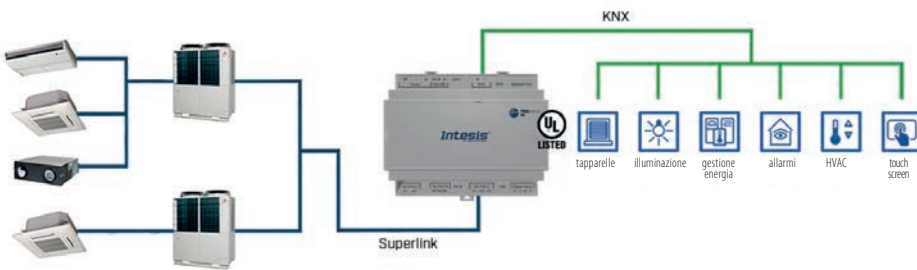 KNX
Intesis
UL
LISTED
tapparelle
illuminazione
gestione
energia
allarmi
HVAC
touch
screen
Superlink